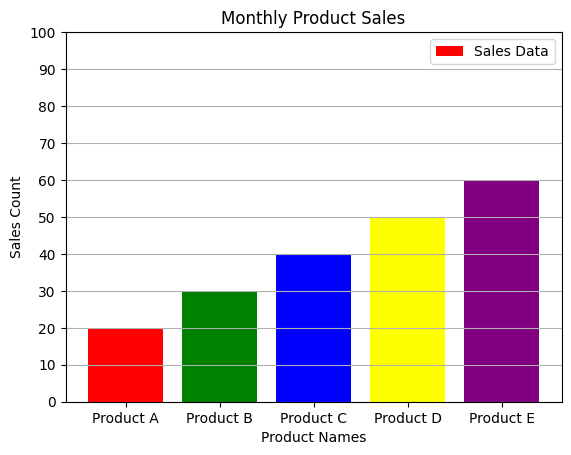 Monthly Product Sales
Sales Data
Sales Count
100
90
80
70
60
50
40
30
20
10
0
Product A Product B Product C Product D Product E
Product Names